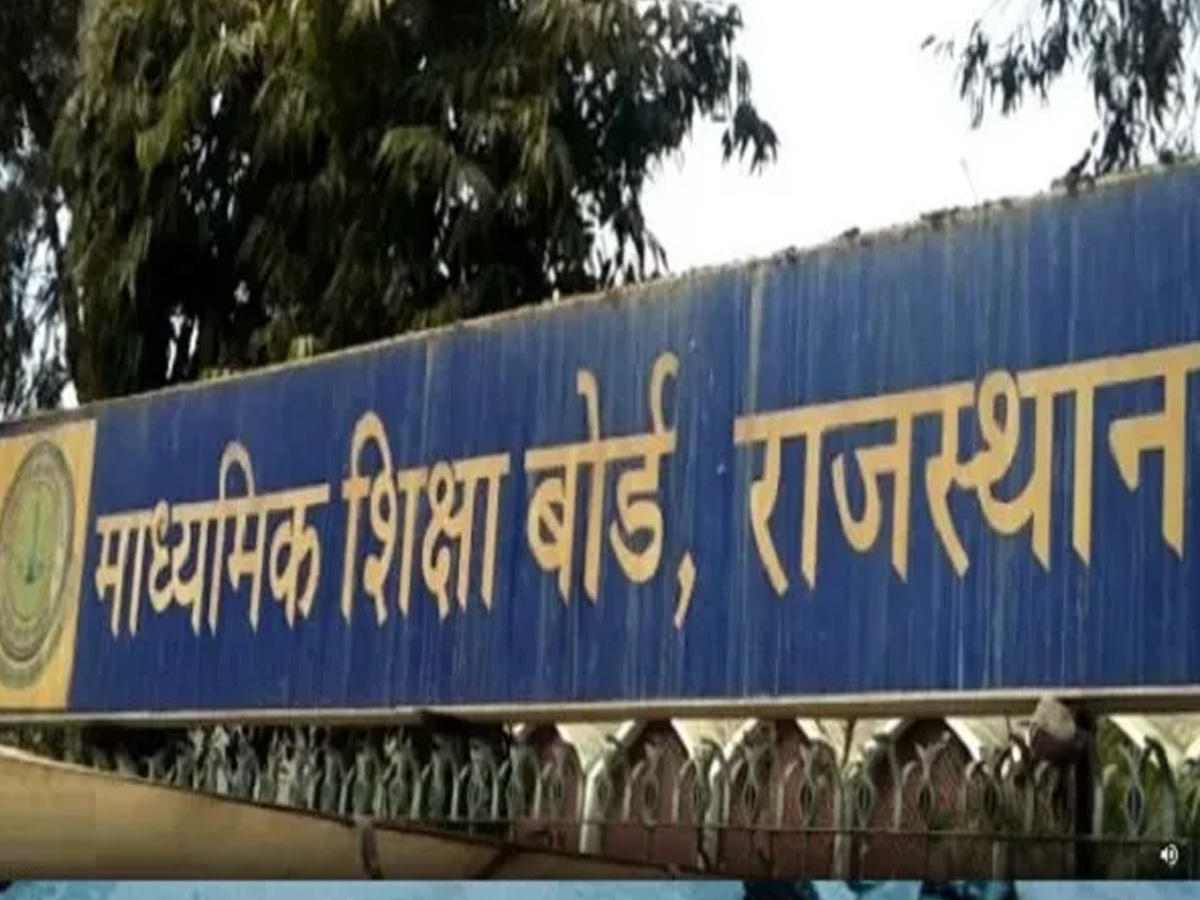 माध्यमिक शिक्षा बोर्ड, राजस्थान